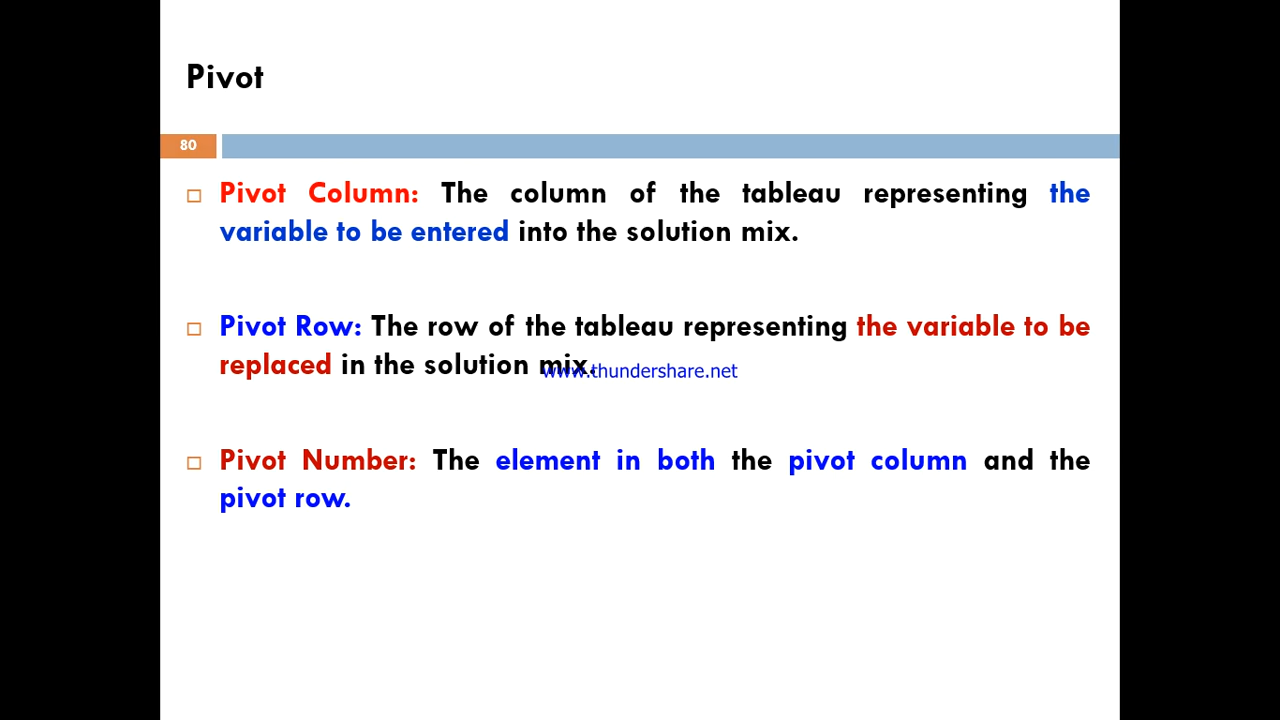 Pivot
80
Pivot Column: The column of the tableau representing the
variable to be entered into the solution mix.
Pivot Row: The row of the tableau representing the variable to be
replaced in the solution mix.
www.thundershare.net
Pivot Number: The element in both the pivot column and the
pivot row.